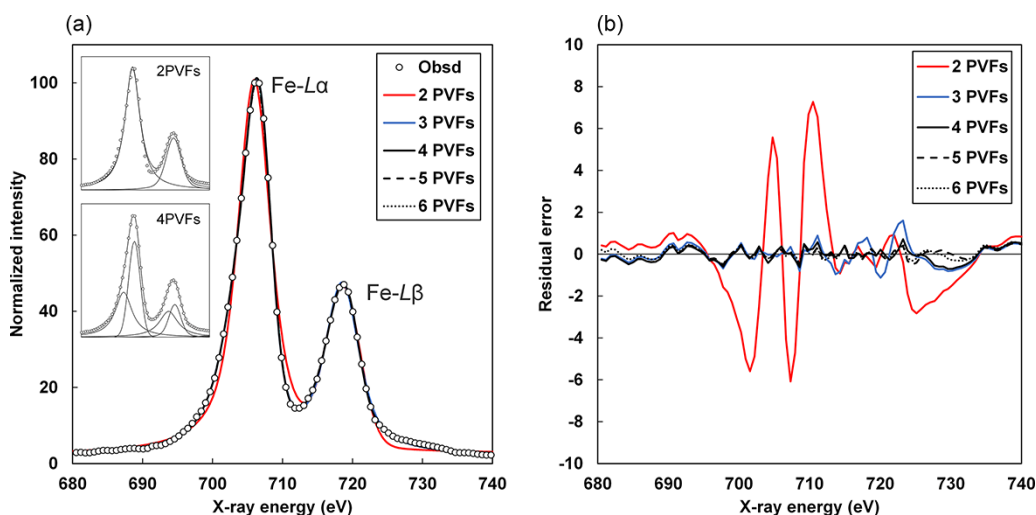 (a)
2PVFs
4PVFs
Fe-Lα
Fe-Lβ
Obsd
2 PVFs
3 PVFs
4 PVFs
5 PVFs
6 PVFs
Normalized intensity
100
80
60
40
20
0
680 690 700 710 720 730 740
X-ray energy (eV)
(b)
2 PVFs
3 PVFs
4 PVFs
5 PVFs
6 PVFs
Residual error
10
8
6
4
2
0
-2
-4
-6
-8
-10
680 690 700 710 720 730 740
X-ray energy (eV)